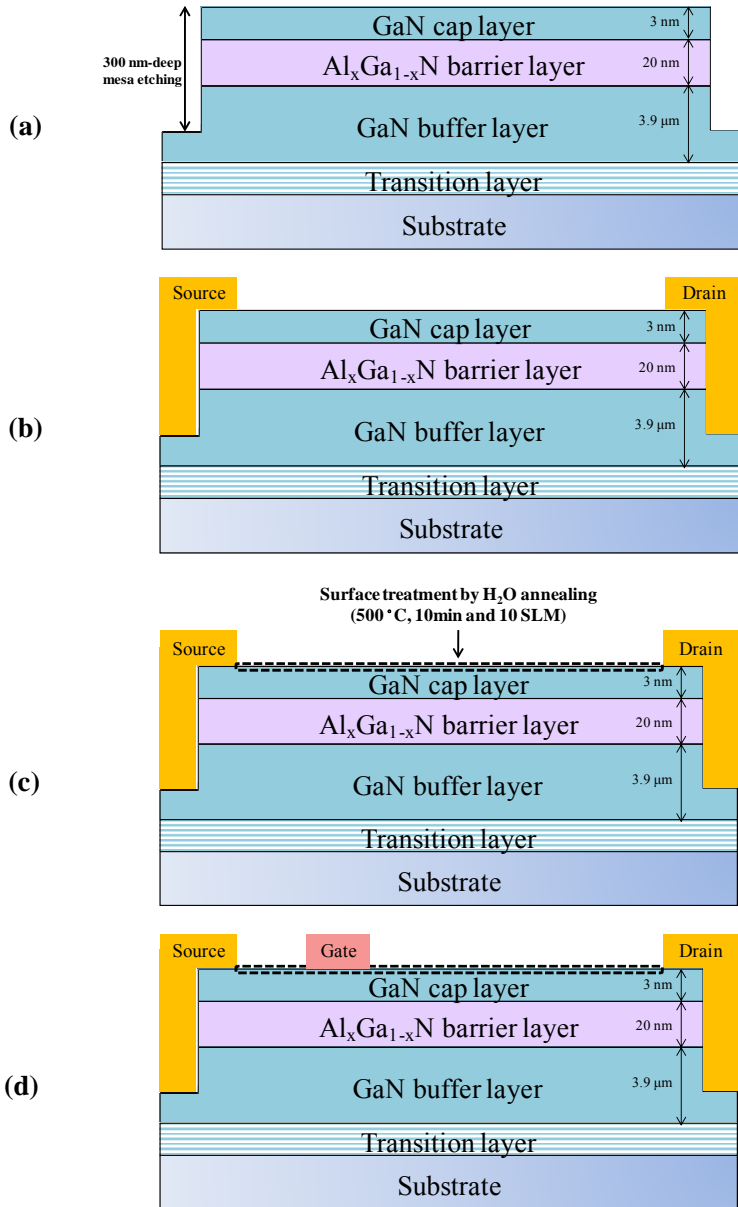 GaN cap layer
3 nm
300 nm-deep
mesa etching
AlxGa1-xN barrier layer
20 nm
(a)
GaN buffer layer
3.9 μm
Transition layer
Substrate
Source
Drain
GaN cap layer
3 nm
AlxGa1-xN barrier layer
20 nm
(b)
GaN buffer layer
3.9 μm
Transition layer
Substrate
Surface treatment by H2O annealing
(500˚C, 10min and 10 SLM)
Source
Drain
GaN cap layer
3 nm
AlxGa1-xN barrier layer
20 nm
(c)
GaN buffer layer
3.9 μm
Transition layer
Substrate
Source
Gate
Drain
GaN cap layer
3 nm
AlxGa1-xN barrier layer
20 nm
(d)
GaN buffer layer
3.9 μm
Transition layer
Substrate